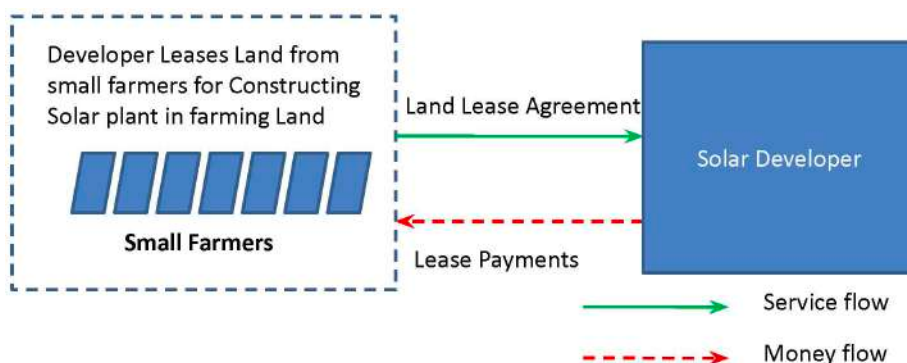 Developer Leases Land from
small farmers for Constructing
Solar plant in farming Land
Small Farmers
Land Lease Agreement
Lease Payments
Solar Developer
Service flow
Money flow